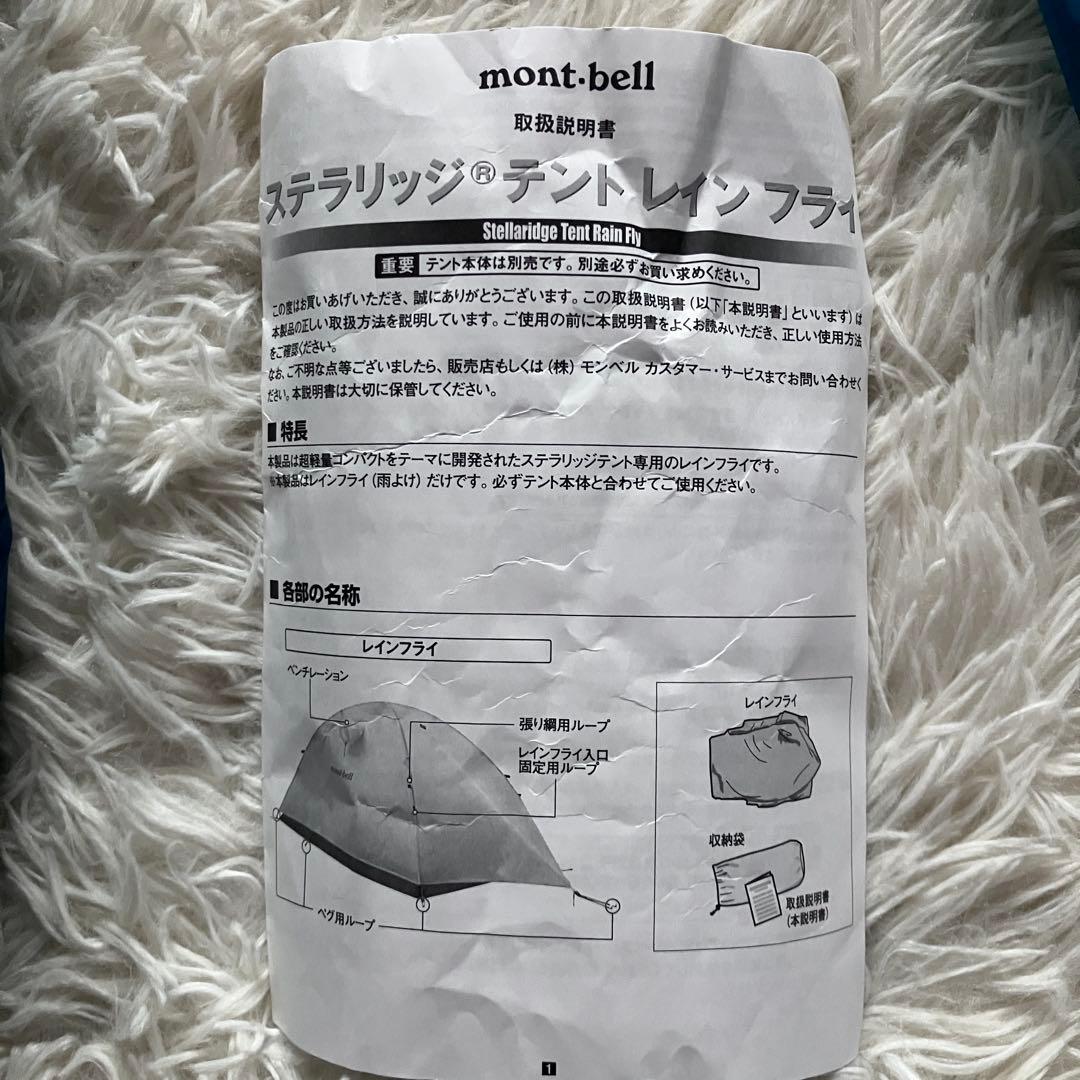 mont-bell
取扱説明書
ステラリッジ®テント レイン フライ
Stellaridge Tent Rain Fly
重要 テント本体は別売です。別途必ずお買い求めください。
この度はお買いあげいただき、誠にありがとうございます。この取扱説明書(以下「本説明書」といいます)は
本製品の正しい取扱方法を説明しています。ご使用の前に本説明書をよくお読みいただき、正しい使用方法
をご確認ください。
なお、ご不明な点等ございましたら、販売店もしくは(株)モンベル カスタマー・サービスまでお問い合わせく
ださい。本説明書は大切に保管してください。
■ 特長
本製品は超軽量コンパクトをテーマに開発されたステラリッジテント専用のレインフライです。
※本製品はレインフライ(雨よけ)だけです。必ずテント本体と合わせてご使用ください。
■ 各部の名称
レインフライ
ベンチレーション
張り綱用ループ
レインフライ入口
固定用ループ
mont-bell
ペグ用ループ
レインフライ
収納袋
取扱説明書
(本説明書)
1